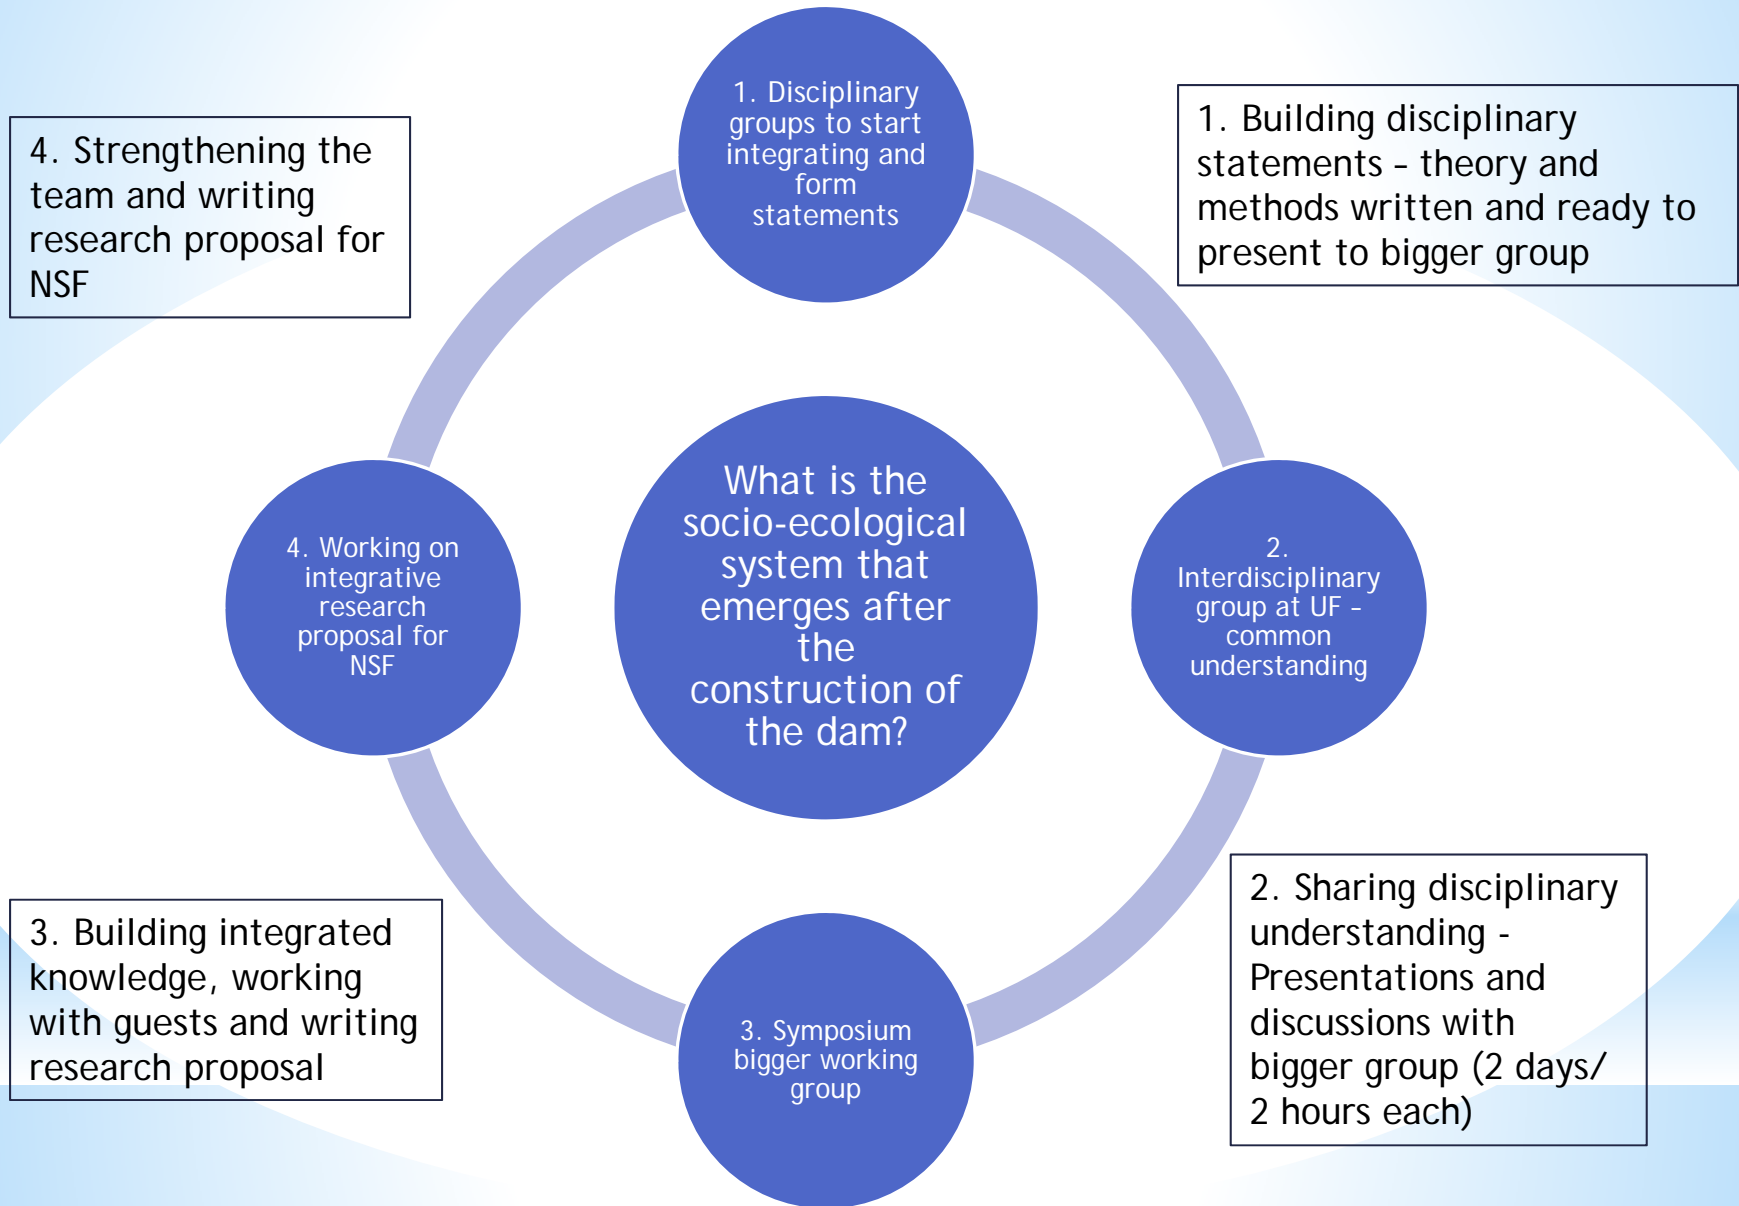 1. Disciplinary
groups to start
integrating and
form
statements
1. Building disciplinary
statements – theory and
methods written and ready to
present to bigger group
4. Strengthening the
team and writing
research proposal for
NSF
What is the
socio-ecological
system that
emerges after
the
construction of
the dam?
2.
Interdisciplinary
group at UF –
common
understanding
4. Working on
integrative
research
proposal for
NSF
2. Sharing disciplinary
understanding -
Presentations and
discussions with
bigger group (2 days/
2 hours each)
3. Symposium
bigger working
group
3. Building integrated
knowledge, working
with guests and writing
research proposal